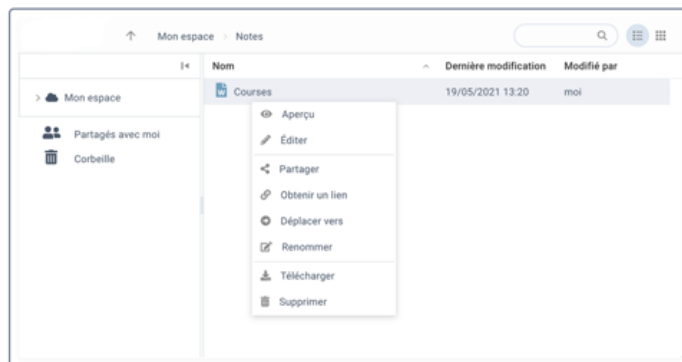 Mon espace > Notes
Nom Dernière modification Modifié par
Mon espace
Partagés avec moi
Corbeille
Courses 19/05/2021 13:20 moi
Aperçu
Éditer
Partager
Obtenir un lien
Déplacer vers
Renommer
Télécharger
Supprimer